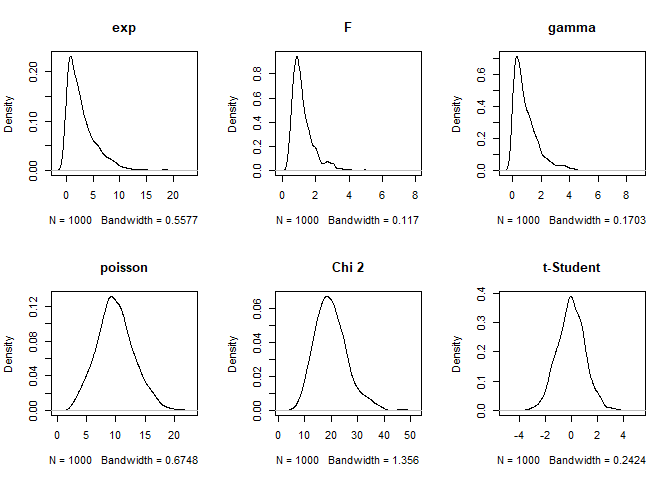 exp
F
gamma
Density
0.00
0.10
0.20
0 5 10 15 20
N = 1000 Bandwidth = 0.5577
Density
0.0 0.2 0.4 0.6 0.8
0 2 4 6 8
N = 1000 Bandwidth = 0.117
Density
0.0 0.2 0.4 0.6
0 2 4 6 8
N = 1000 Bandwidth = 0.1703
poisson
Chi 2
t-Student
Density
0.00 0.04 0.08 0.12
0 5 10 15 20
N = 1000 Bandwidth = 0.6748
Density
0.00 0.02 0.04 0.06
0 10 20 30 40 50
N = 1000 Bandwidth = 1.356
Density
0.0 0.1 0.2 0.3 0.4
-4 -2 0 2 4
N = 1000 Bandwidth = 0.2424